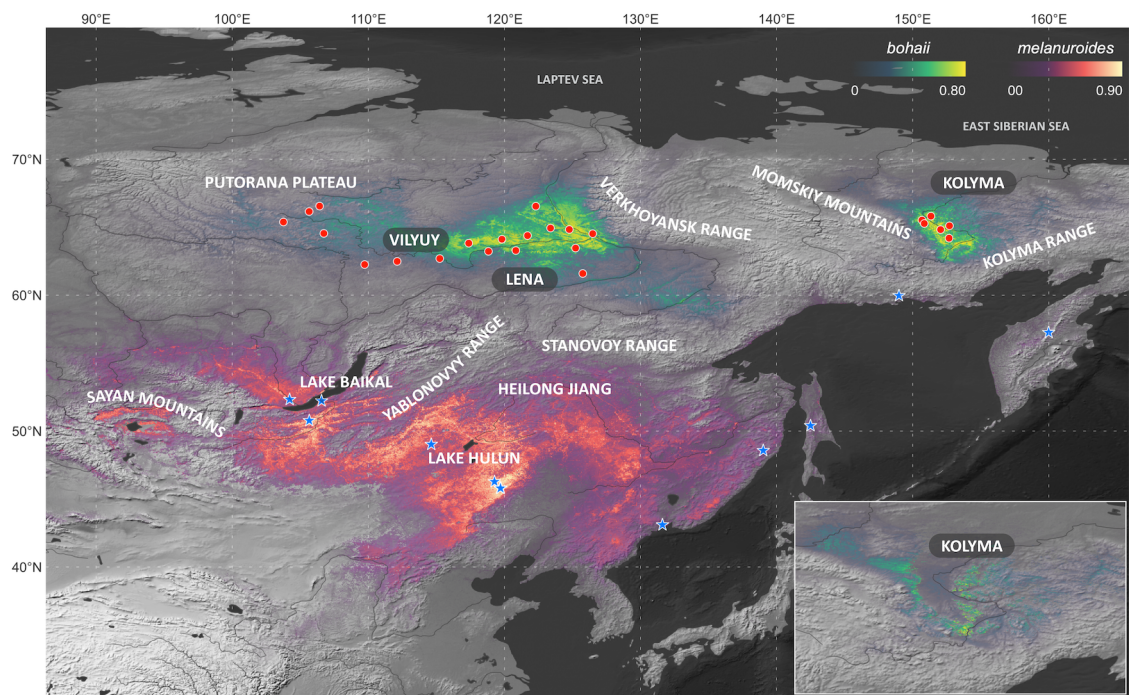 90°E 100°E 110°E 120°E 130°E 140°E 150°E 160°E
bohaii melanuroides
LAPTEV SEA
0 0.80 00 0.90
EAST SIBERIAN SEA
70°N
PUTORANA PLATEAU
VERKHOYANSK RANGE
MOMSKIY MOUNTAINS
KOLYMA
VILYUY
KOLYMA RANGE
LENA
60°N
YABLONOVYY RANGE
STANOVOY RANGE
LAKE BAIKAL
HEILONG JIANG
SAYAN MOUNTAINS
50°N
LAKE HULUN
40°N
KOLYMA